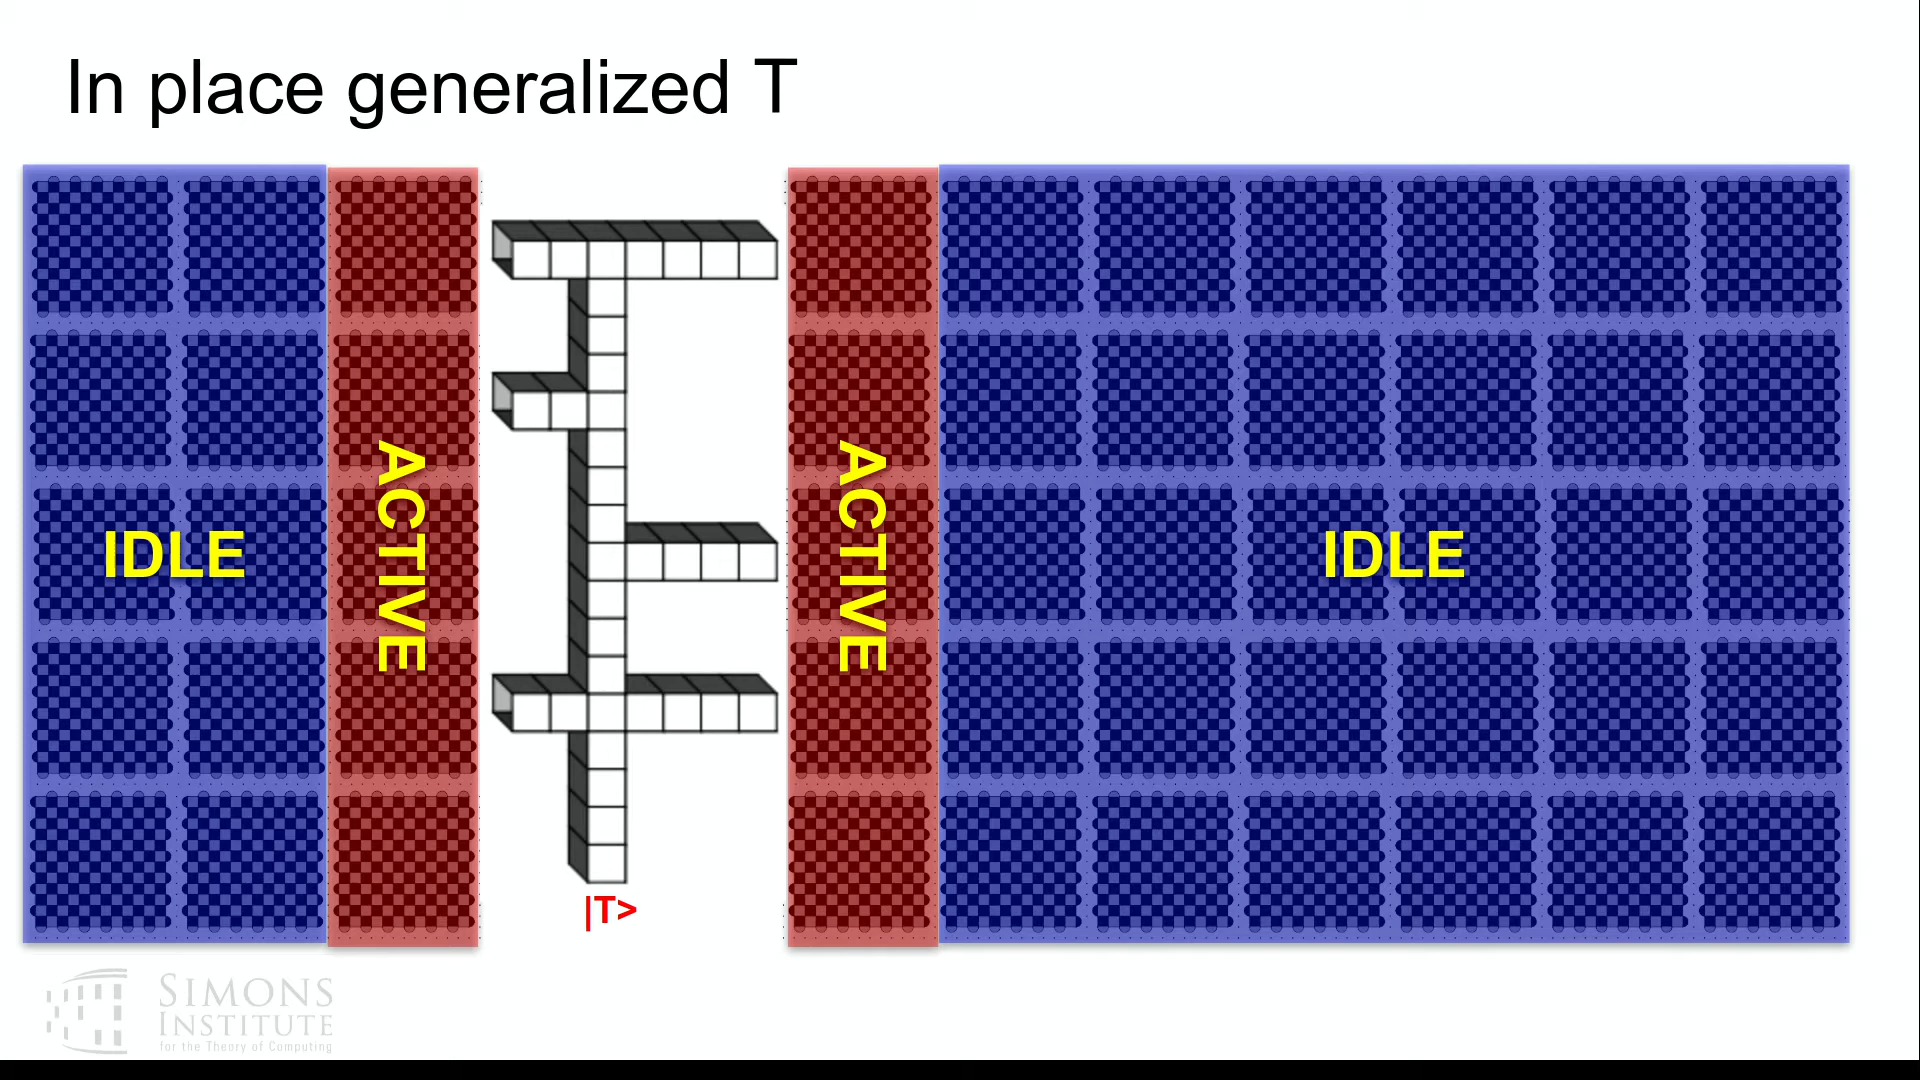 In place generalized T
IDLE
ACTIVE
ACTIVE
IDLE
|T>
SIMONS
INSTITUTE
for the Theory of Computing